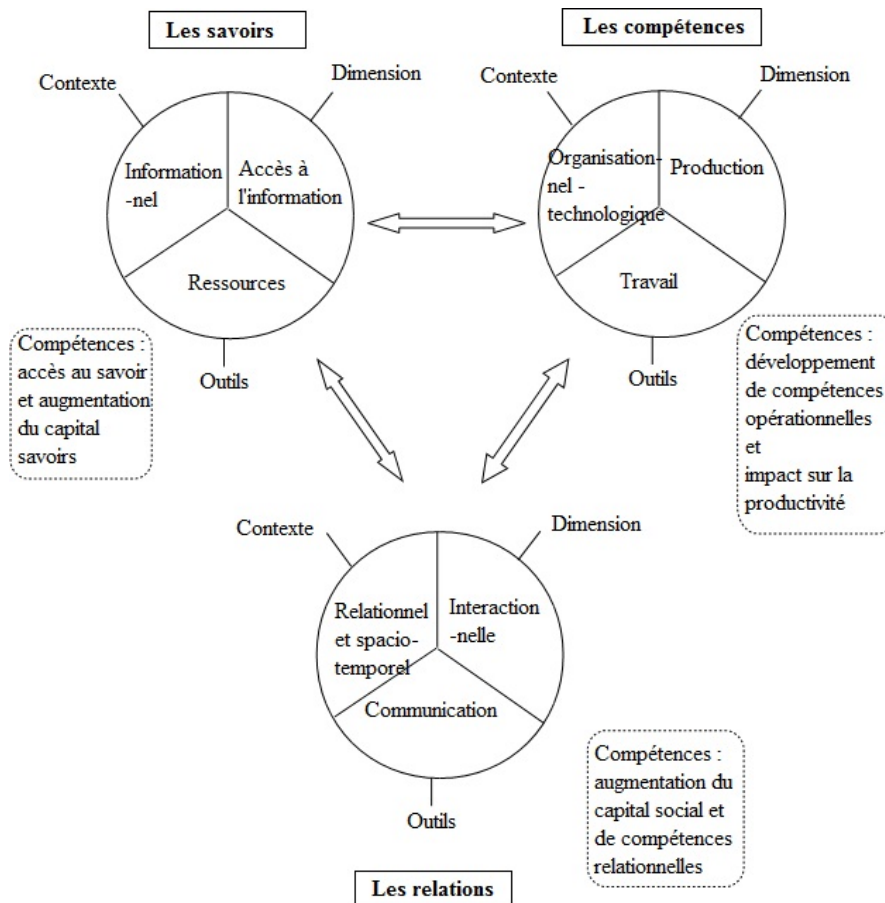 Les savoirs
Contexte
Dimension
Information
-nel
Accès à
l'information
Ressources
Outils
Compétences :
accès au savoir
et augmentation
du capital
savoirs
Les compétences
Contexte
Dimension
Organisation-
nel -
technologique
Production
Travail
Outils
Compétences :
développement
de compétences
opérationnelles
et
impact sur la
productivité
Contexte
Dimension
Relationnel
et spacio-
temporel
Interaction
-nelle
Communication
Outils
Compétences :
augmentation du
capital social et
de compétences
relationnelles
Les relations